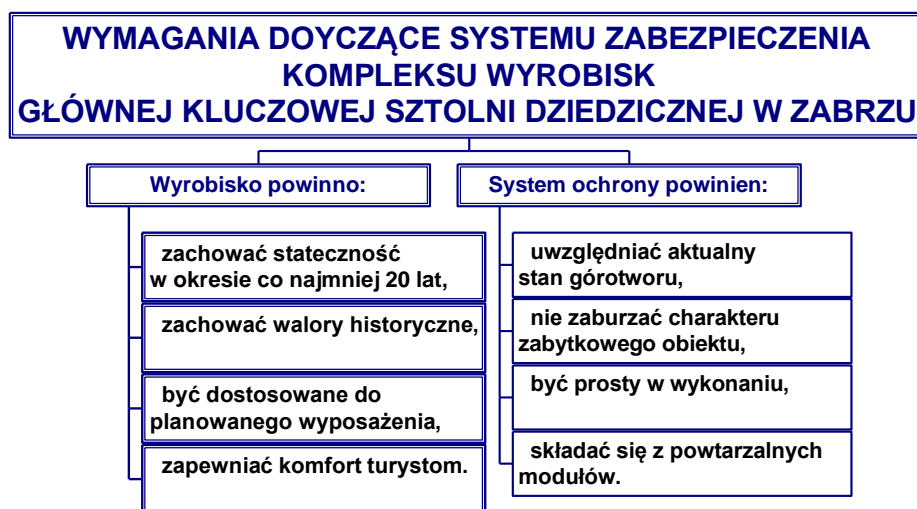 WYMAGANIA DOYCZĄCE SYSTEMU ZABEZPIECZENIA
KOMPLEKSU WYROBISK
GŁÓWNEJ KLUCZOWEJ SZTOLNI DZIEDZICZNEJ W ZABRZU
Wyrobisko powinno:
zachować stateczność
w okresie co najmniej 20 lat,
zachować walory historyczne,
być dostosowane do
planowanego wyposażenia,
zapewniać komfort turystom.
System ochrony powinien:
uwzględniać aktualny
stan górotworu,
nie zaburzać charakteru
zabytkowego obiektu,
być prosty w wykonaniu,
składać się z powtarzalnych
modułów.